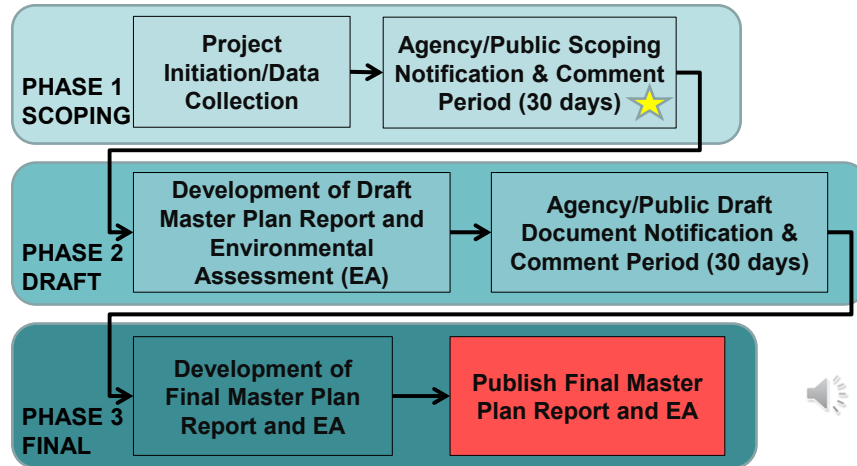 PHASE 1
SCOPING
Project
Initiation/Data
Collection
Agency/Public Scoping
Notification & Comment
Period (30 days)
PHASE 2
DRAFT
Development of Draft
Master Plan Report and
Environmental
Assessment (EA)
Agency/Public Draft
Document Notification &
Comment Period (30 days)
PHASE 3
FINAL
Development of
Final Master Plan
Report and EA
Publish Final Master
Plan Report and EA